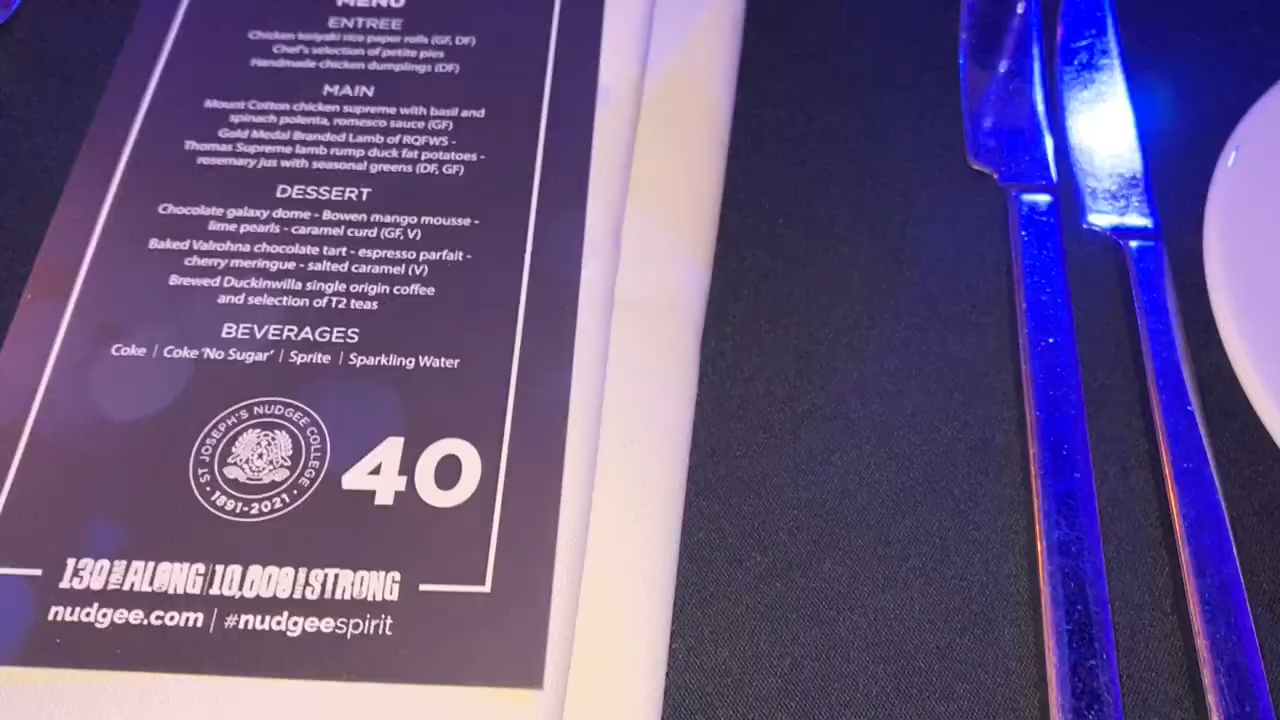 MENU
ENTREE
Chicken teriyaki rice paper rolls (GF, DF)
Chef's selection of petite pies
Handmade chicken dumplings (DF)
MAIN
Mount Cotton chicken supreme with basil and
spinach polenta, romesco sauce (GF)
Gold Medal Branded Lamb of RQFWS -
Thomas Supreme lamb rump duck fat potatoes -
rosemary jus with seasonal greens (DF, GF)
DESSERT
Chocolate galaxy dome - Bowen mango mousse -
lime pearls - caramel curd (GF, V)
Baked Valrohna chocolate tart - espresso parfait -
cherry meringue - salted caramel (V)
Brewed Duckinwilla single origin coffee
and selection of T2 teas
BEVERAGES
Coke | Coke 'No Sugar' | Sprite | Sparkling Water
ST JOSEPH'S NUDGEE COLLEGE
• 1891-2021 •
40
130 YEARS ALONG | 10,000 STRONG
nudgee.com | #nudgeespirit